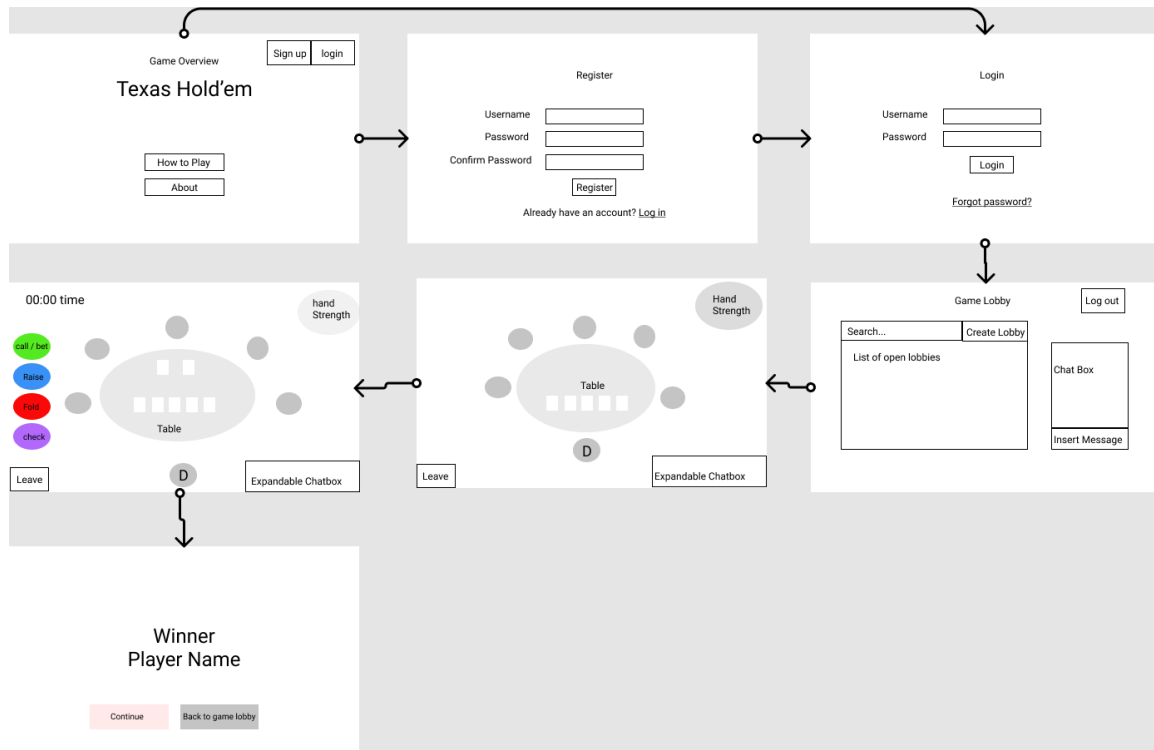 Game Overview
Sign up
login
Texas Hold’em
How to Play
About
Register
Username
Password
Confirm Password
Register
Already have an account? Log in
Login
Username
Password
Login
Forgot password?
00:00 time
hand
Strength
call / bet
Raise
Fold
check
Table
D
Leave
Expandable Chatbox
Hand
Strength
Table
D
Leave
Expandable Chatbox
Game Lobby
Log out
Search...
Create Lobby
List of open lobbies
Chat Box
Insert Message
Winner
Player Name
Continue
Back to game lobby